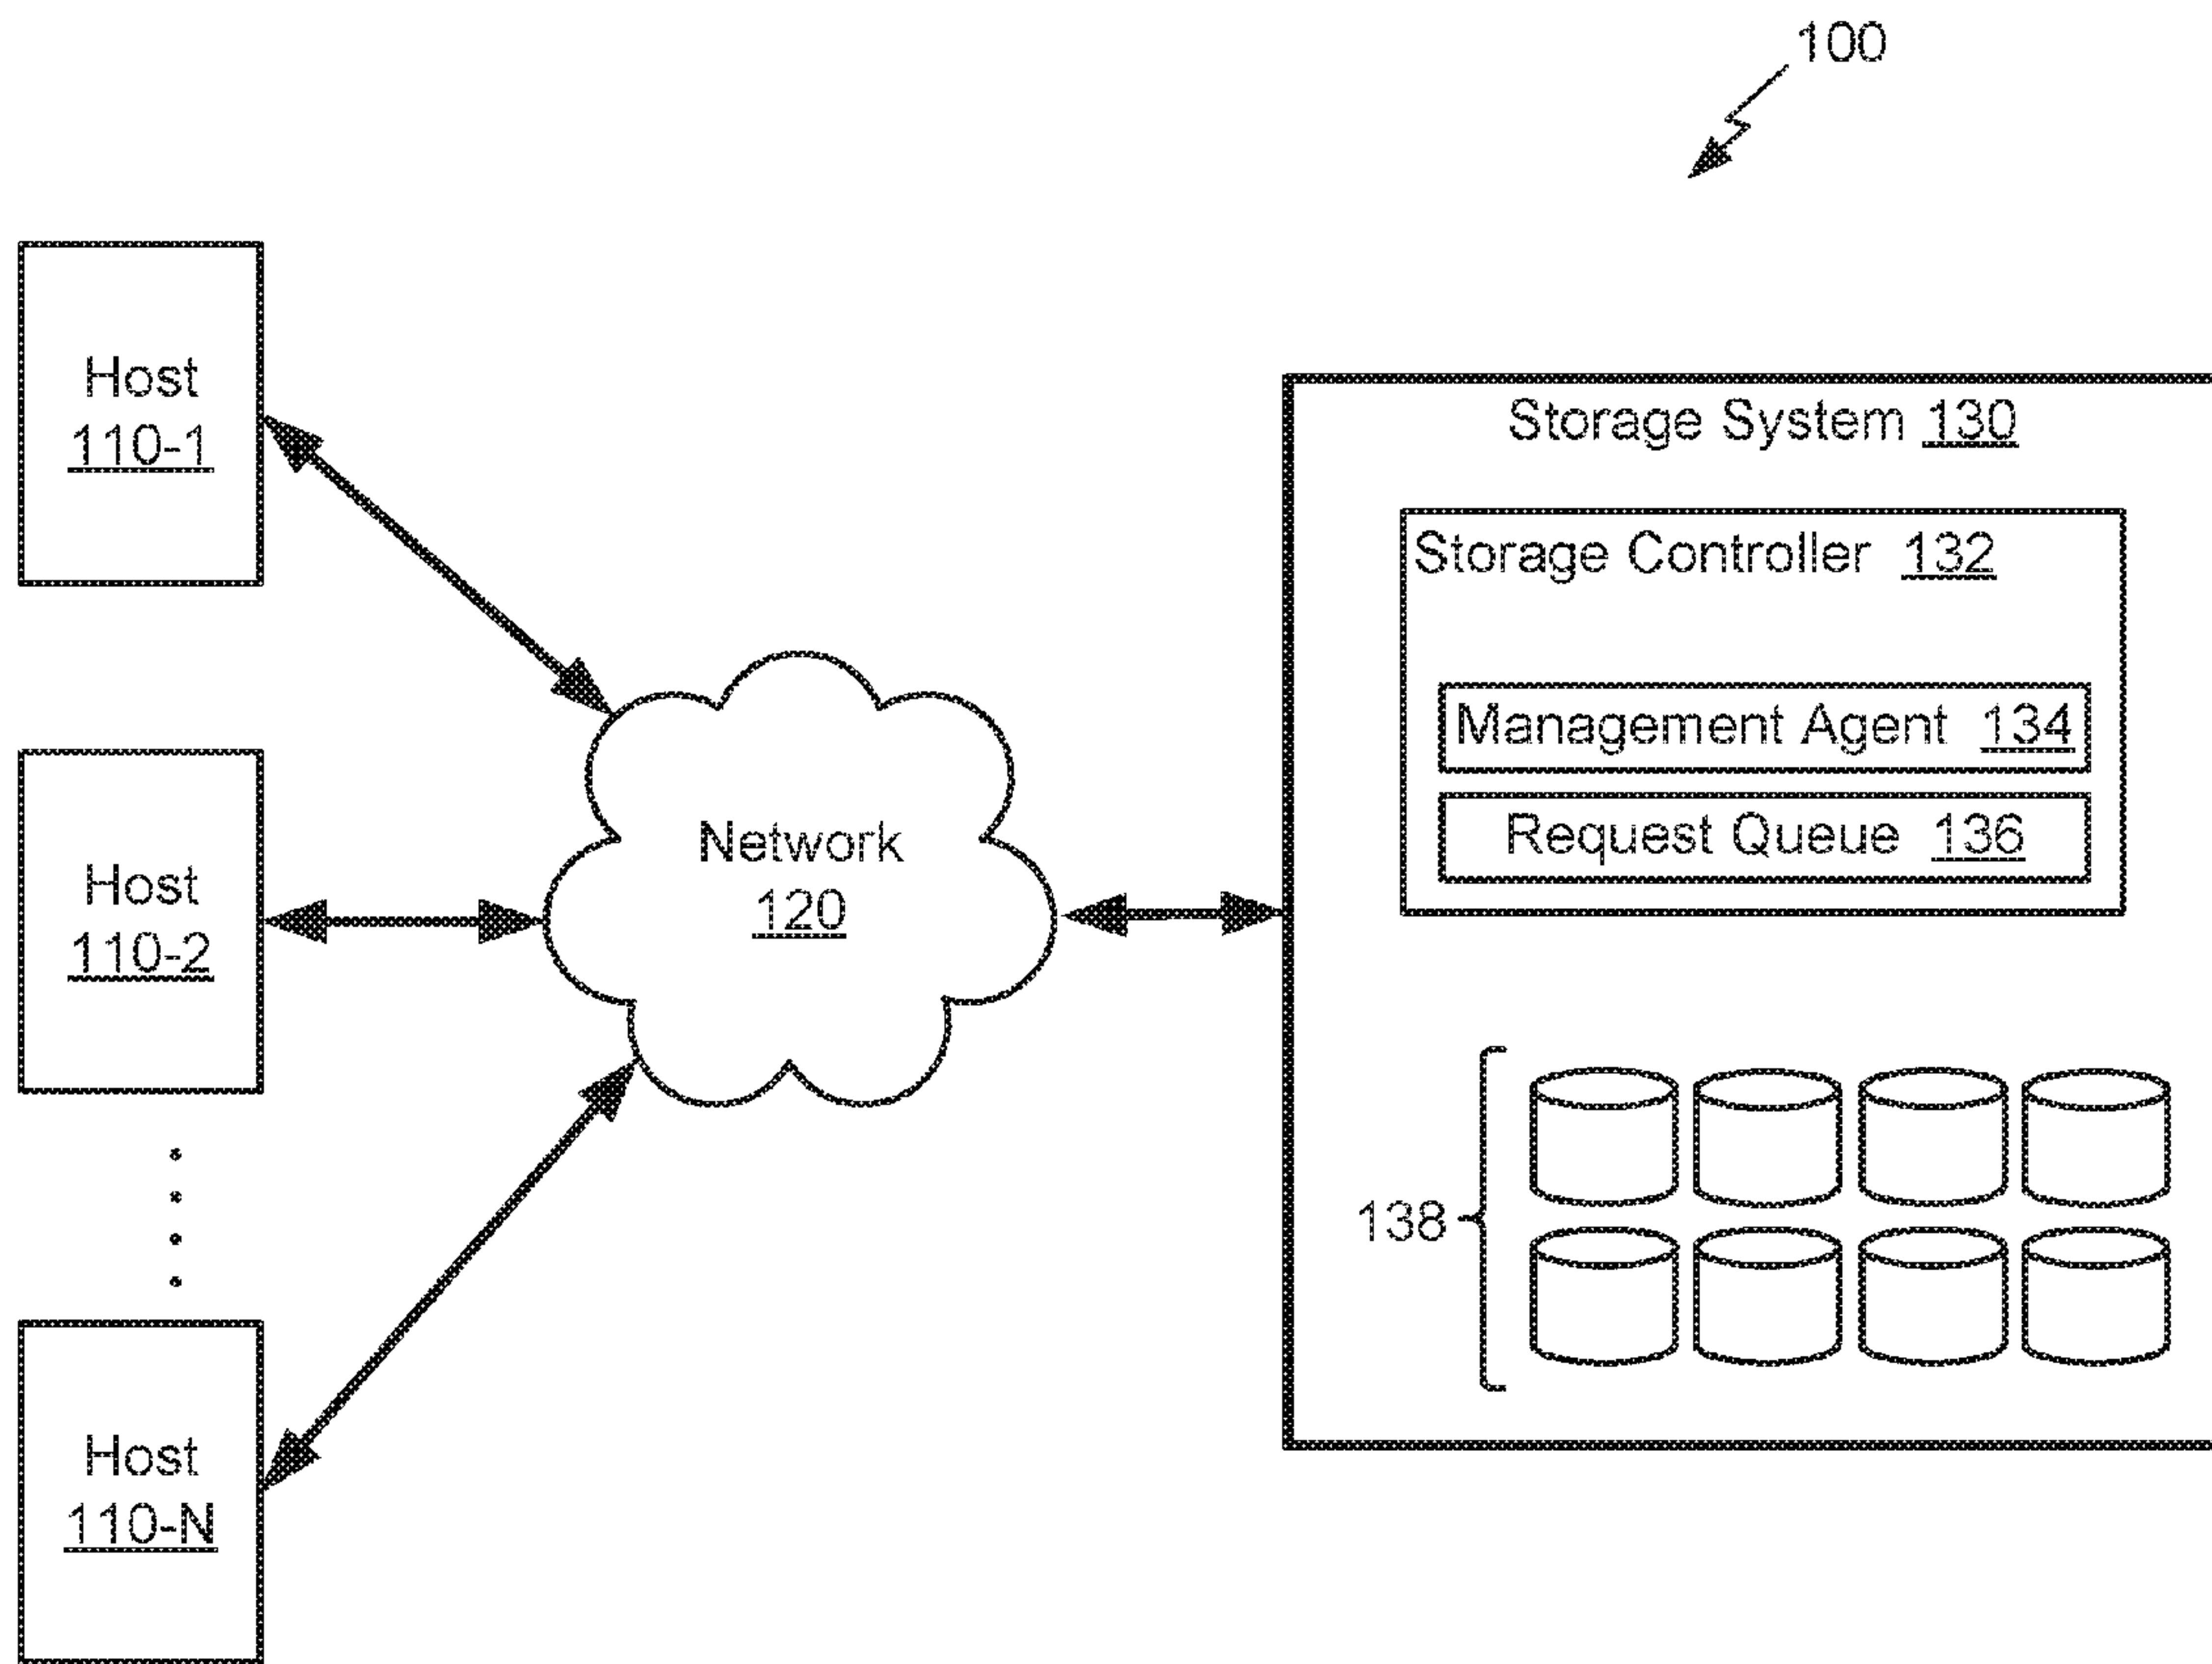 100
Host
110-1
Storage System 130
Storage Controller 132
Management Agent 134
Request Queue 136
Host
110-2
Network
120
138
Host
110-N